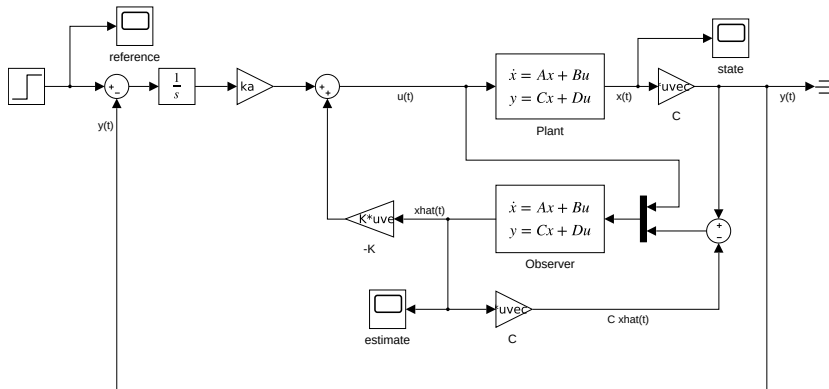 reference
1
s
ka
u(t)
ẋ = Ax + Bu
y = Cx + Du
Plant
x(t)
*uvec
C
state
y(t)
y(t)
K*uve
-K
xhat(t)
ẋ = Ax + Bu
y = Cx + Du
Observer
estimate
*uvec
C
C xhat(t)